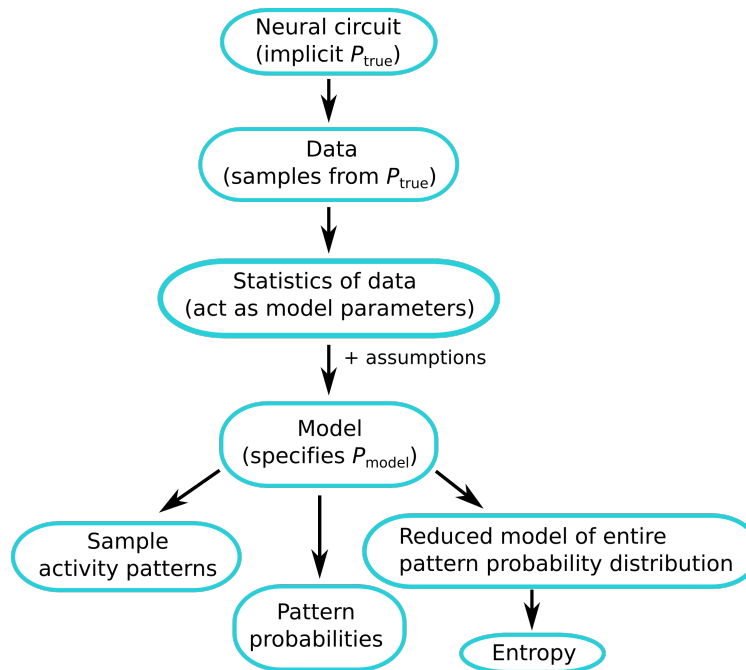 Neural circuit
(implicit Ptrue)
Data
(samples from Ptrue)
Statistics of data
(act as model parameters)
+ assumptions
Model
(specifies Pmodel)
Sample
activity patterns
Pattern
probabilities
Reduced model of entire
pattern probability distribution
Entropy